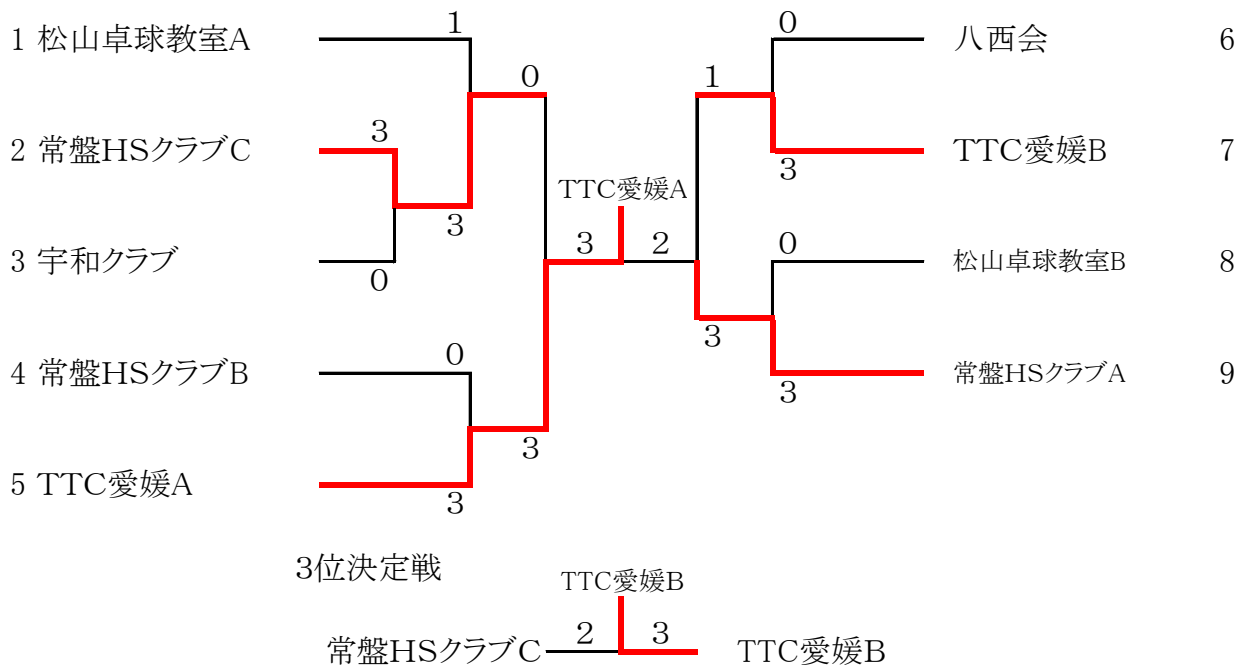 1 松山卓球教室A
1
0
八西会 6
0
1
2 常盤HSクラブC
3
TTC愛媛B 7
3
TTC愛媛A
3
3 宇和クラブ
0
3
2
0
松山卓球教室B 8
3
4 常盤HSクラブB
0
常盤HSクラブA 9
3
3
5 TTC愛媛A
3
3位決定戦
TTC愛媛B
常盤HSクラブC 2 3 TTC愛媛B